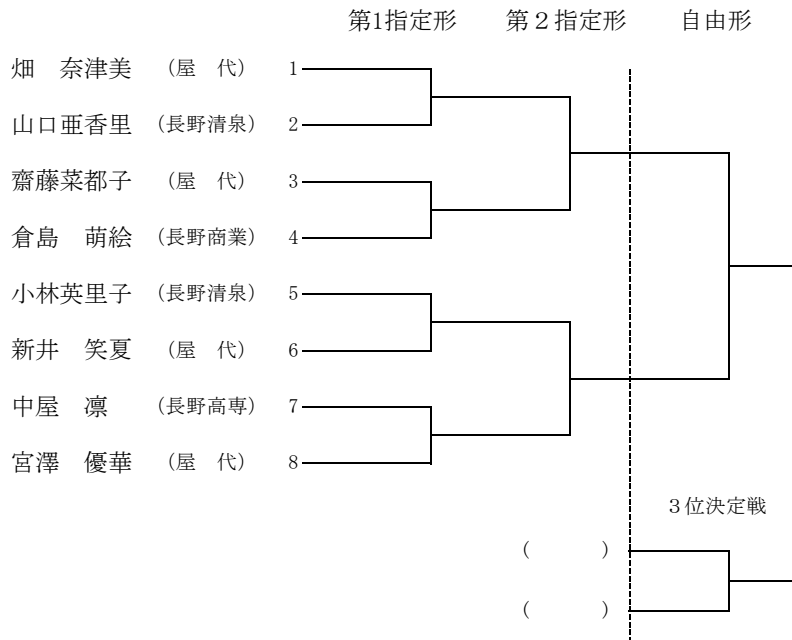 第1指定形　第２指定形　自由形
畑　奈津美　（屋　代）　1
山口亜香里　（長野清泉）　2
齋藤菜都子　（屋　代）　3
倉島　萌絵　（長野商業）　4
小林英里子　（長野清泉）　5
新井　笑夏　（屋　代）　6
中屋　凛　（長野高専）　7
宮澤　優華　（屋　代）　8
３位決定戦
（　　　）
（　　　）